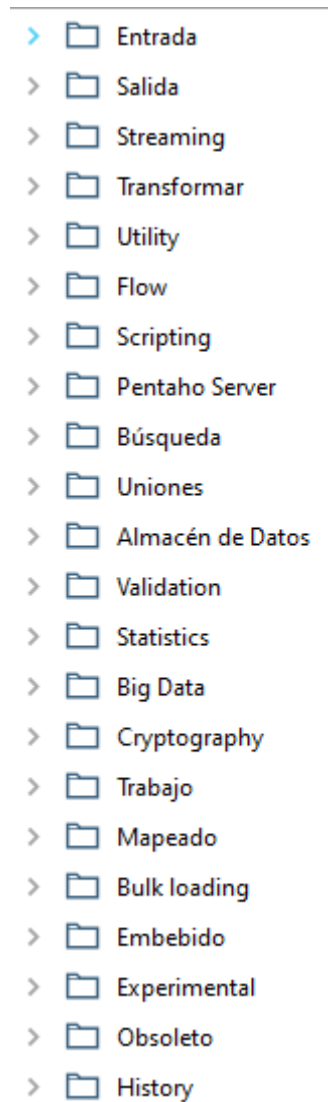 Entrada
Salida
Streaming
Transformar
Utility
Flow
Scripting
Pentaho Server
Búsqueda
Uniones
Almacén de Datos
Validation
Statistics
Big Data
Cryptography
Trabajo
Mapeado
Bulk loading
Embebido
Experimental
Obsoleto
History